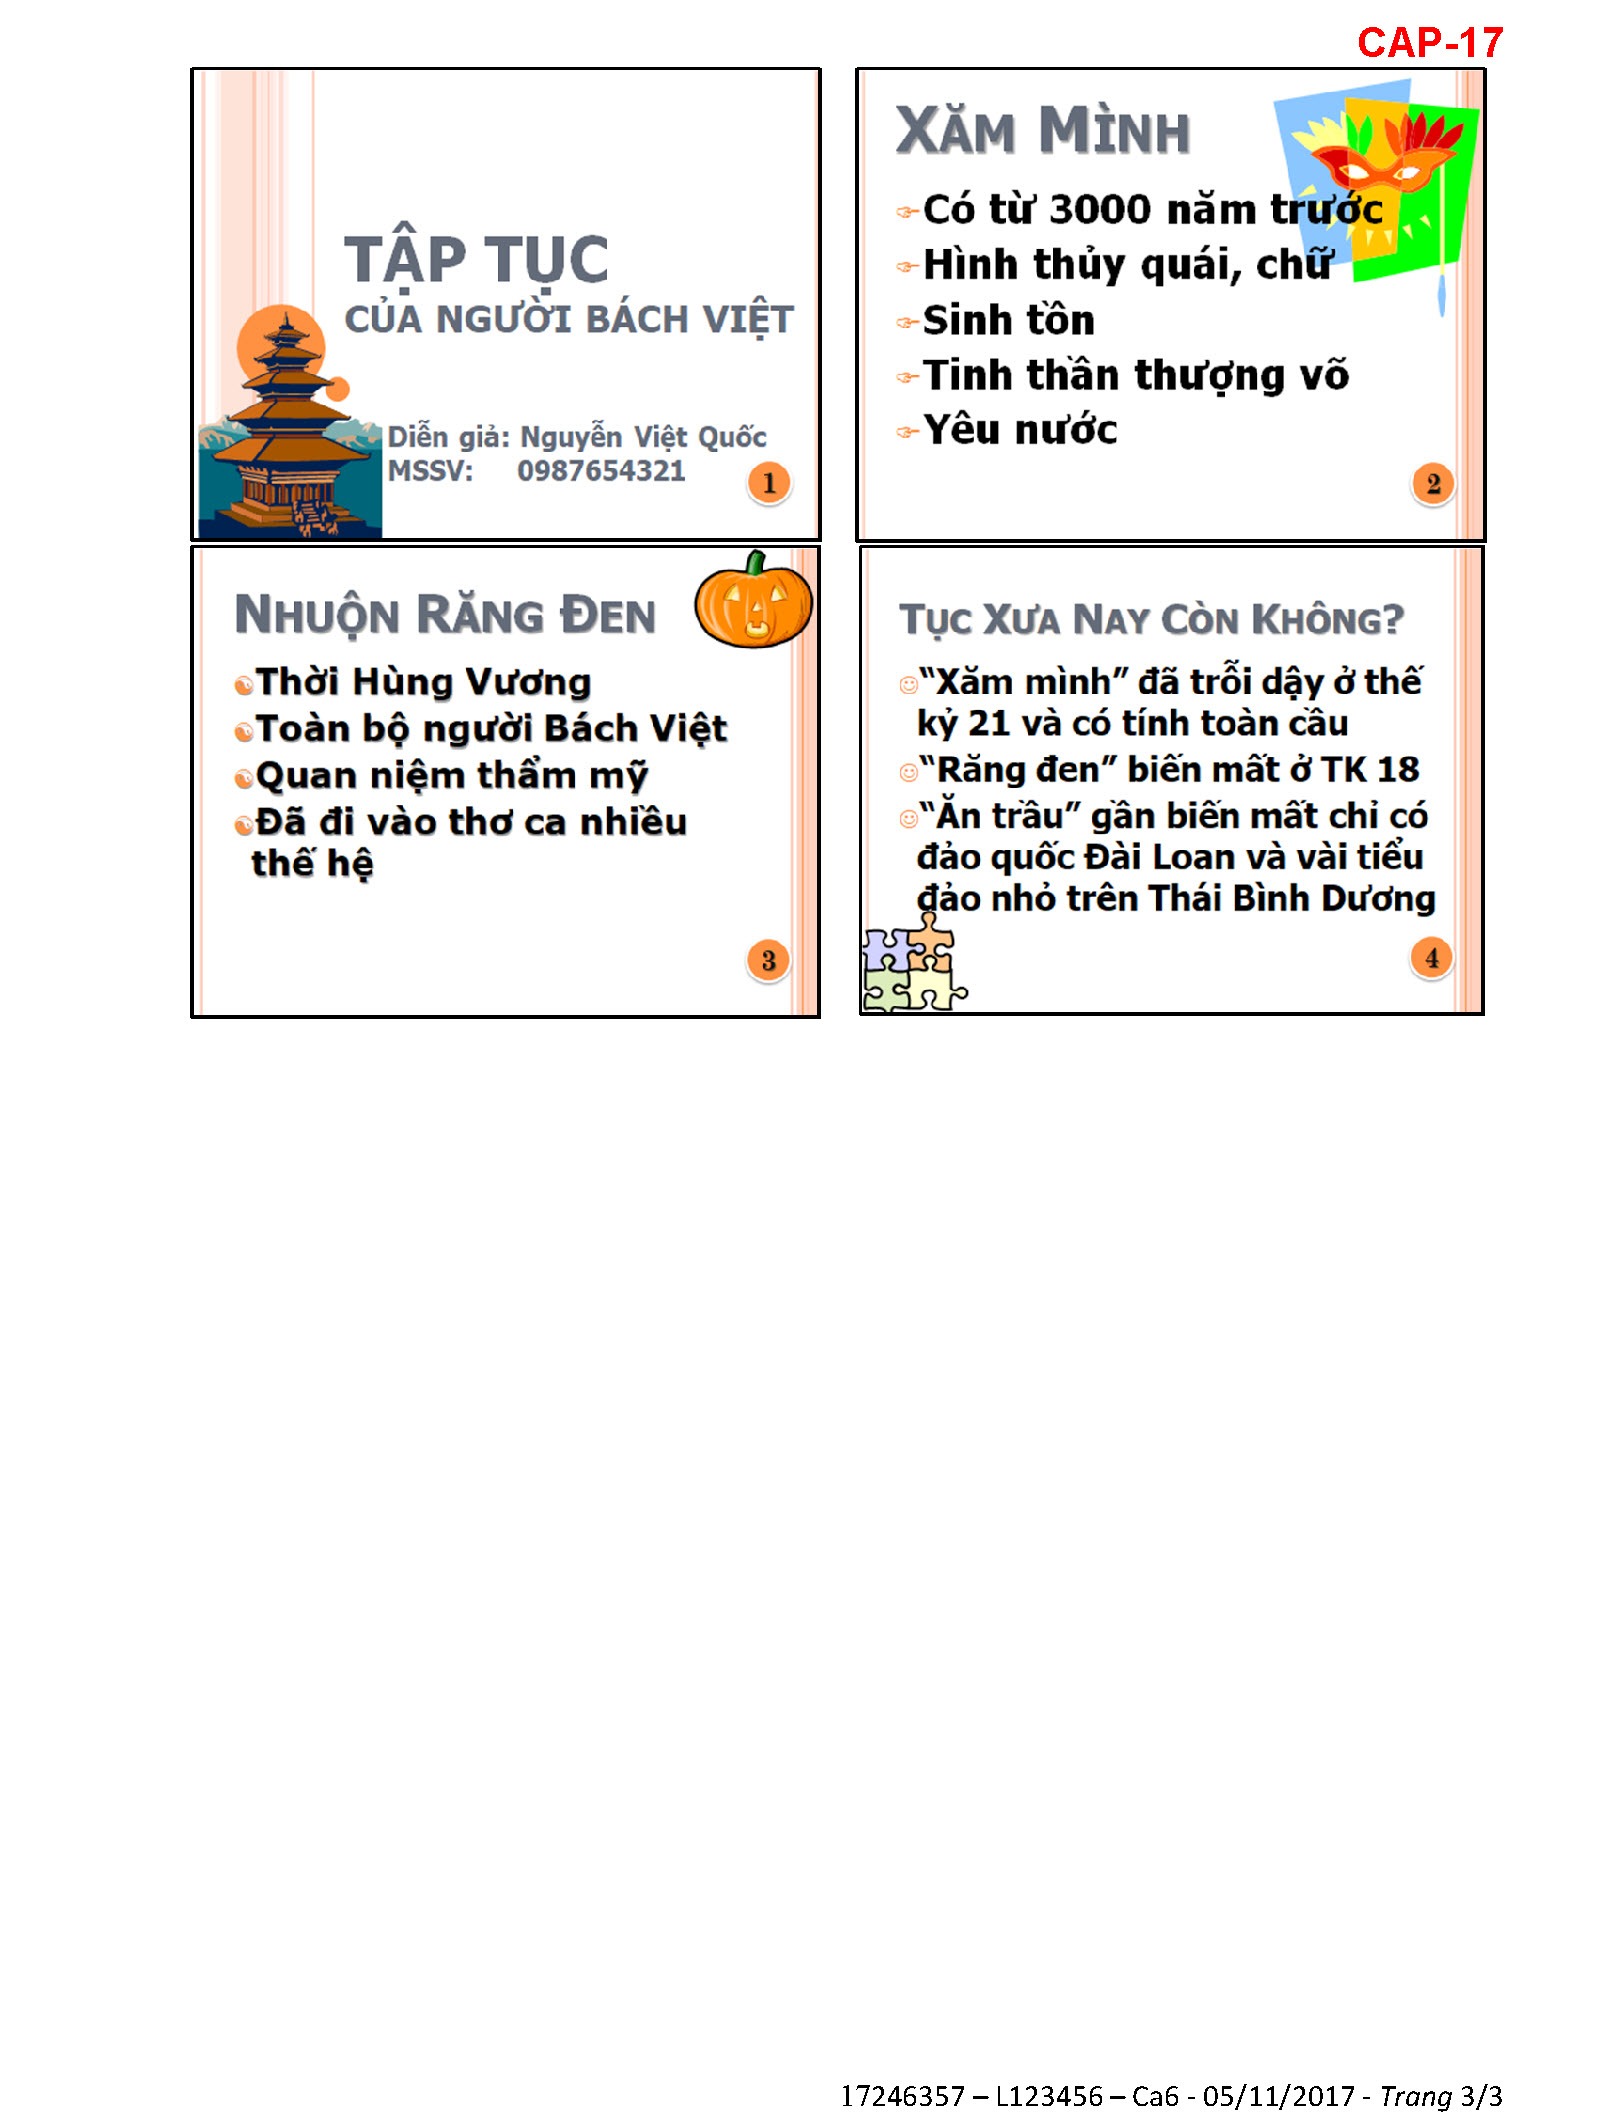 CAP-17
TẬP TỤC
CỦA NGƯỜI BÁCH VIỆT
Diễn giả: Nguyễn Việt Quốc
MSSV: 0987654321
1
XĂM MÌNH
Có từ 3000 năm trước
Hình thủy quái, chữ
Sinh tồn
Tinh thần thượng võ
Yêu nước
2
NHUỘN RĂNG ĐEN
Thời Hùng Vương
Toàn bộ người Bách Việt
Quan niệm thẩm mỹ
Đã đi vào thơ ca nhiều
thế hệ
3
TỤC XƯA NAY CÒN KHÔNG?
“Xăm mình” đã trỗi dậy ở thế
kỷ 21 và có tính toàn cầu
“Răng đen” biến mất ở TK 18
“Ăn trầu” gần biến mất chỉ có
đảo quốc Đài Loan và vài tiểu
đảo nhỏ trên Thái Bình Dương
4
17246357 – L123456 – Ca6 - 05/11/2017 - Trang 3/3